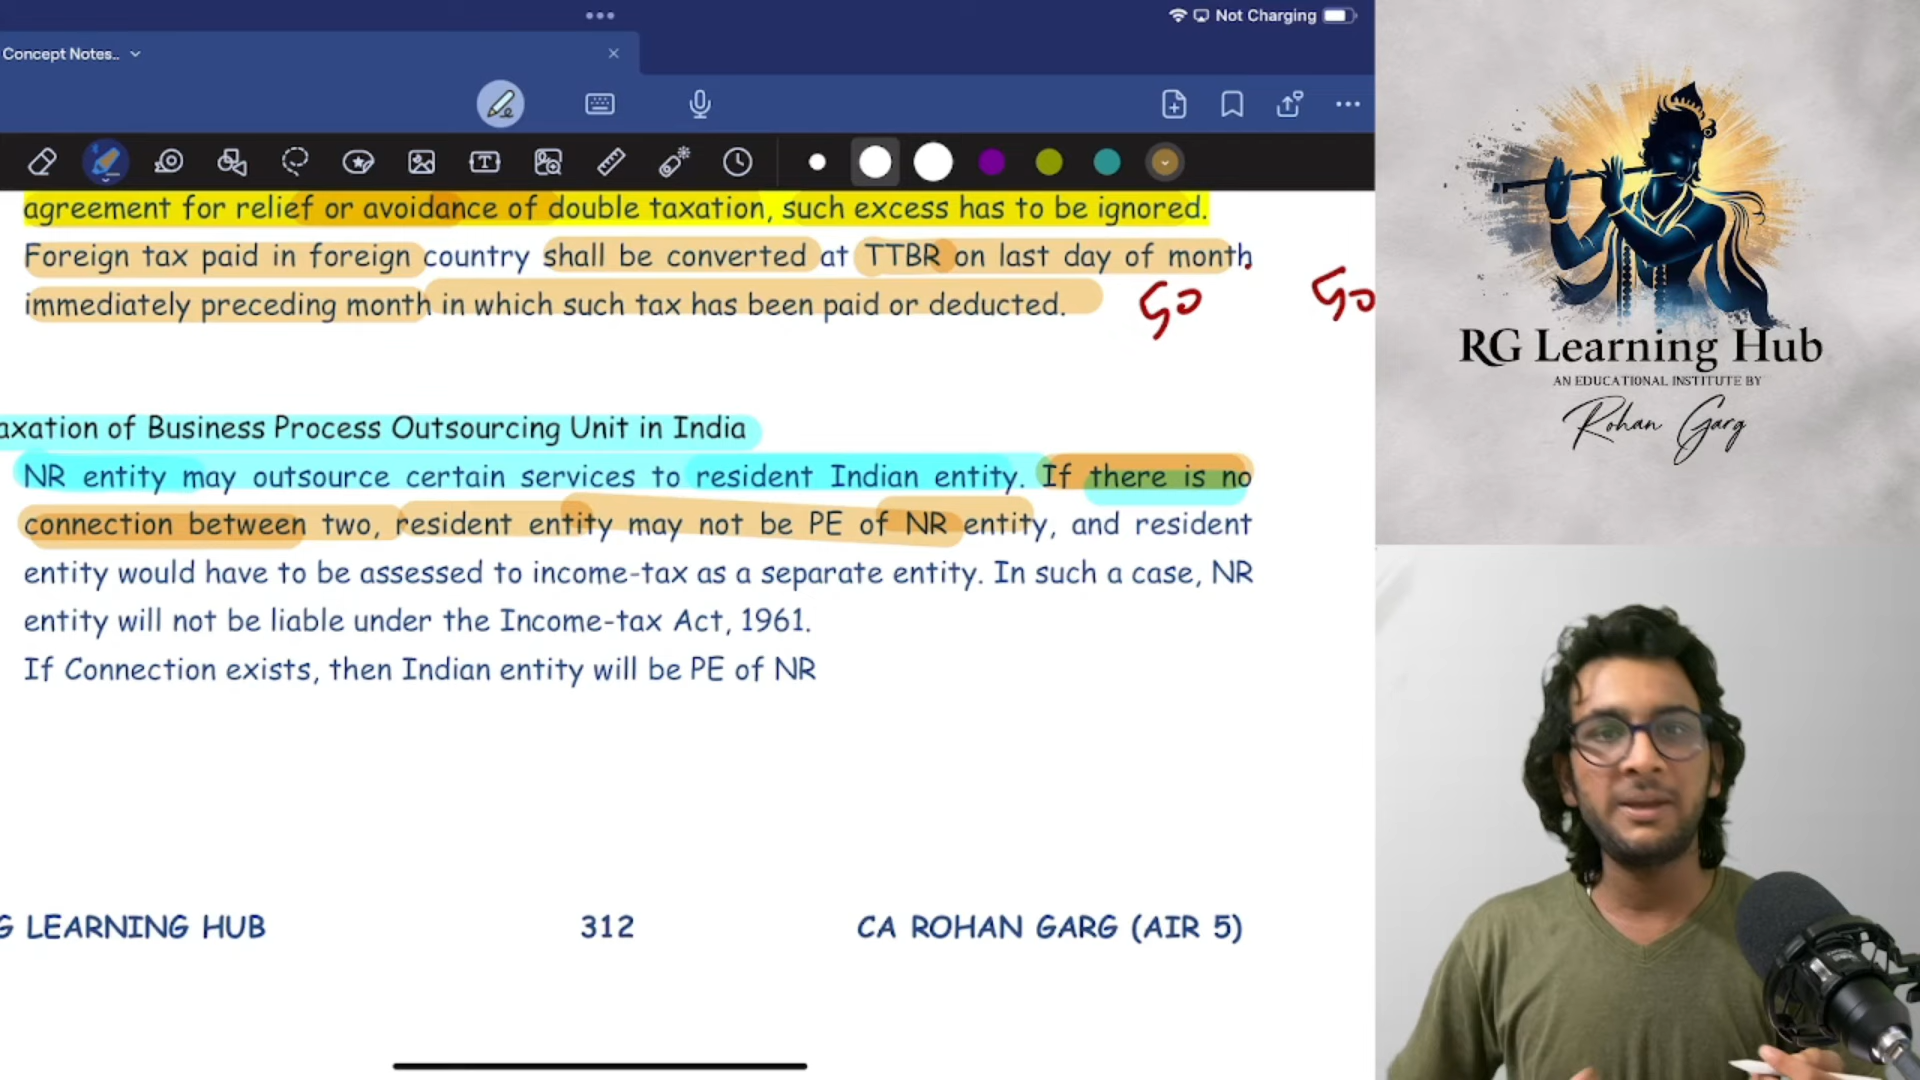 Not Charging
Concept Notes..
agreement for relief or avoidance of double taxation, such excess has to be ignored.
Foreign tax paid in foreign country shall be converted at TTBR on last day of month
immediately preceding month in which such tax has been paid or deducted.
50 50
axation of Business Process Outsourcing Unit in India
NR entity may outsource certain services to resident Indian entity. If there is no
connection between two, resident entity may not be PE of NR entity, and resident
entity would have to be assessed to income-tax as a separate entity. In such a case, NR
entity will not be liable under the Income-tax Act, 1961.
If Connection exists, then Indian entity will be PE of NR
G LEARNING HUB 312 CA ROHAN GARG (AIR 5)
RG Learning Hub
AN EDUCATIONAL INSTITUTE BY
Rohan Garg